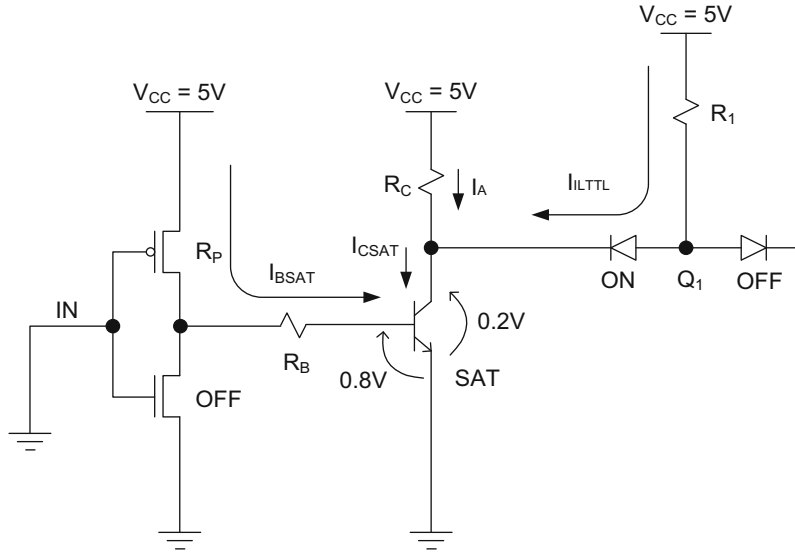 V_CC = 5V
V_CC = 5V
V_CC = 5V
R_1
R_C
I_A
I_ILTTL
R_P
I_BSAT
I_CSAT
ON
Q_1
OFF
IN
R_B
0.2V
0.8V
SAT
OFF